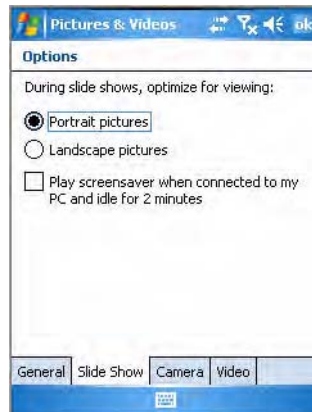 Pictures & Videos ok
Options
During slide shows, optimize for viewing:
Portrait pictures
Landscape pictures
Play screensaver when connected to my
PC and idle for 2 minutes
General Slide Show Camera Video